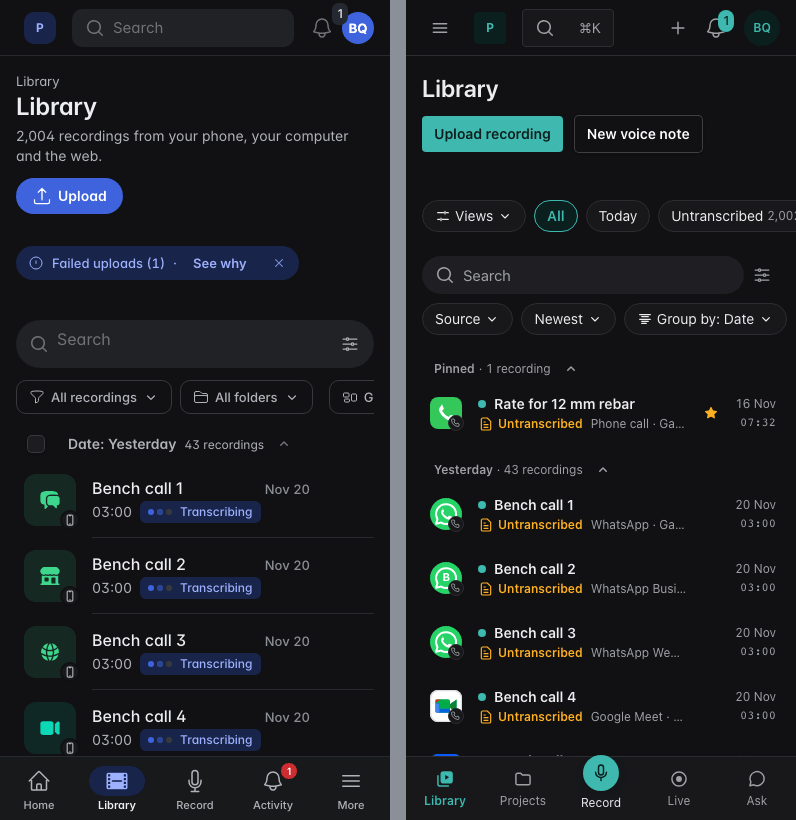 P
Search
1
BQ
Library
Library
2,004 recordings from your phone, your computer
and the web.
Upload
Failed uploads (1) · See why
Search
All recordings
All folders
G
Date: Yesterday 43 recordings
Bench call 1
Nov 20
03:00 Transcribing
Bench call 2
Nov 20
03:00 Transcribing
Bench call 3
Nov 20
03:00 Transcribing
Bench call 4
Nov 20
03:00 Transcribing
Home
Library
Record
1
Activity
More
P
⌘K
1
BQ
Library
Upload recording
New voice note
Views
All
Today
Untranscribed 2,00
Search
Source
Newest
Group by: Date
Pinned · 1 recording
Rate for 12 mm rebar
16 Nov
Untranscribed Phone call · Ga...
07:32
Yesterday · 43 recordings
Bench call 1
20 Nov
Untranscribed WhatsApp · Ga...
03:00
B
Bench call 2
20 Nov
Untranscribed WhatsApp Busi...
03:00
Bench call 3
20 Nov
Untranscribed WhatsApp We...
03:00
Bench call 4
20 Nov
Untranscribed Google Meet · ...
03:00
Library
Projects
Record
Live
Ask